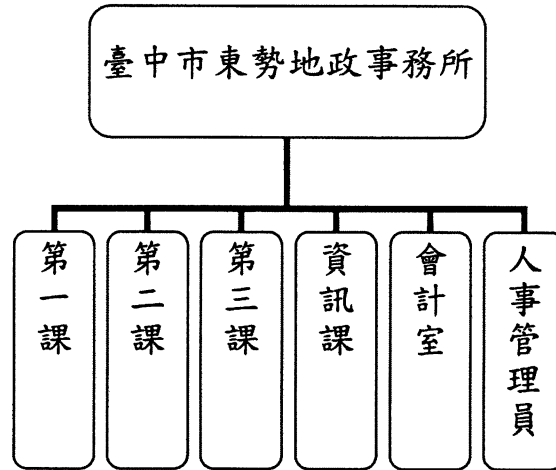 臺中市東勢地政事務所
第一課
第二課
第三課
資訊課
會計室
人事管理員